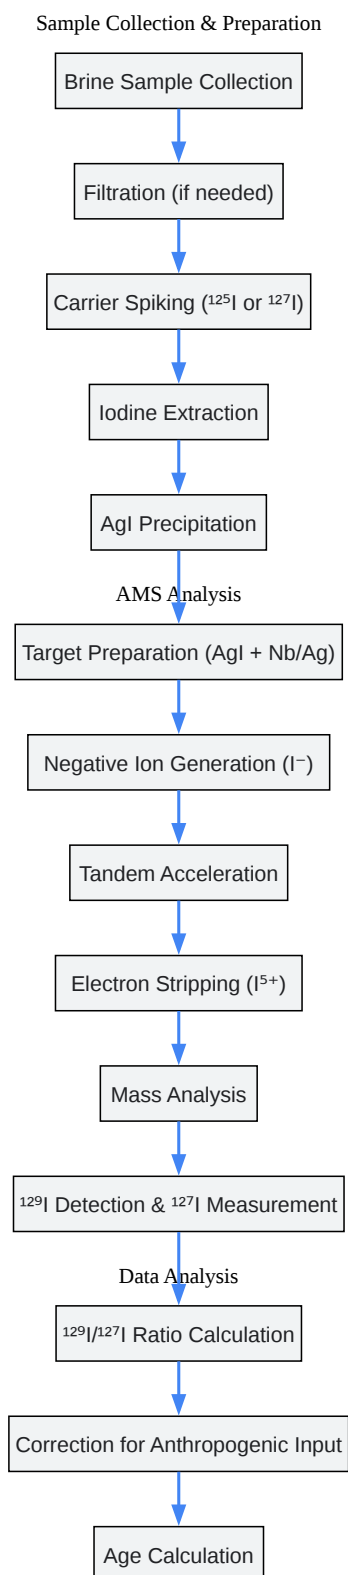 Sample Collection & Preparation
Brine Sample Collection
Filtration (if needed)
Carrier Spiking (¹²⁵I or ¹²⁷I)
Iodine Extraction
AgI Precipitation
AMS Analysis
Target Preparation (AgI + Nb/Ag)
Negative Ion Generation (I⁻)
Tandem Acceleration
Electron Stripping (I⁵⁺)
Mass Analysis
¹²⁹I Detection & ¹²⁷I Measurement
Data Analysis
¹²⁹I/¹²⁷I Ratio Calculation
Correction for Anthropogenic Input
Age Calculation